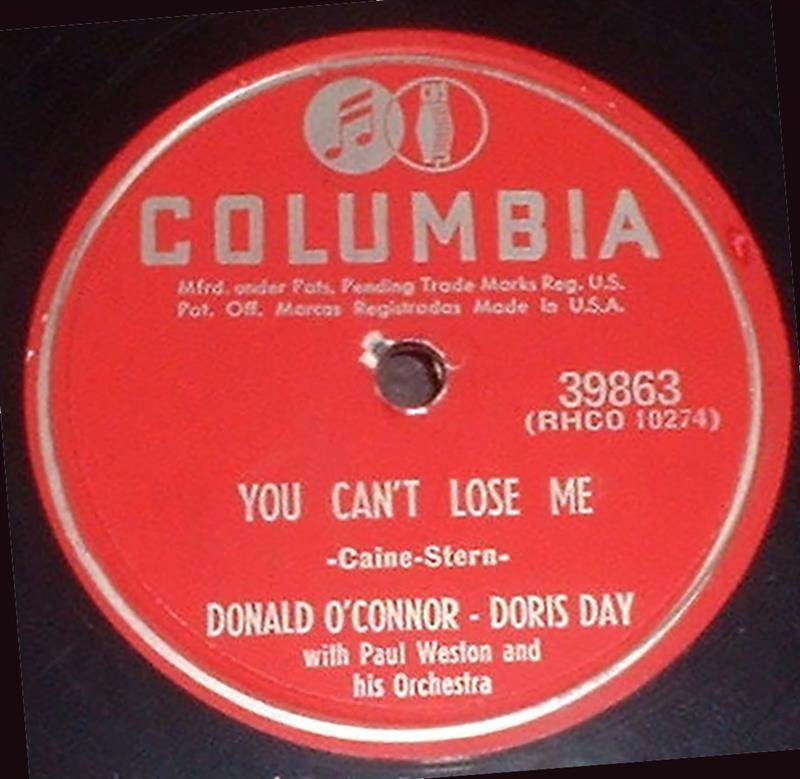 CBS
COLUMBIA
Mfrd. under Pats. Pending Trade Marks Reg. U.S.
Pat. Off. Marcas Registradas Made in U.S.A.
39863
(RHCO 10274)
YOU CAN'T LOSE ME
-Caine-Stern-
DONALD O'CONNOR - DORIS DAY
with Paul Weston and
his Orchestra